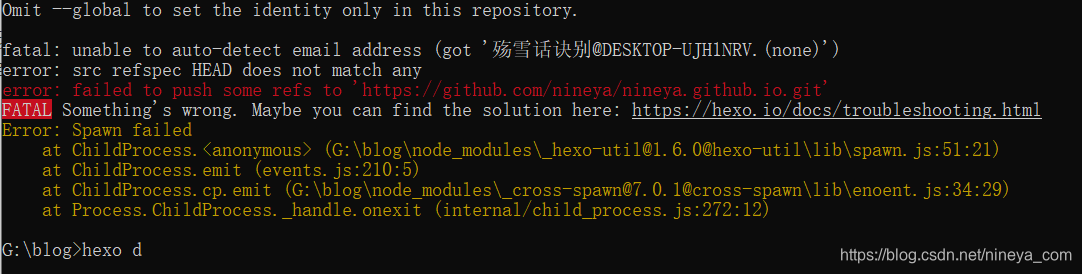 Omit --global to set the identity only in this repository.
fatal: unable to auto-detect email address (got '殇雪话诀别@DESKTOP-UJH1NRV.(none)')
error: src refspec HEAD does not match any
error: failed to push some refs to 'https://github.com/nineya/nineya.github.io.git'
FATAL Something's wrong. Maybe you can find the solution here: https://hexo.io/docs/troubleshooting.html
Error: Spawn failed
    at ChildProcess.<anonymous> (G:\blog\node_modules\_hexo-util@1.6.0@hexo-util\lib\spawn.js:51:21)
    at ChildProcess.emit (events.js:210:5)
    at ChildProcess.cp.emit (G:\blog\node_modules\_cross-spawn@7.0.1@cross-spawn\lib\enoent.js:34:29)
    at Process.ChildProcess._handle.onexit (internal/child_process.js:272:12)
G:\blog>hexo d
https://blog.csdn.net/nineya_com